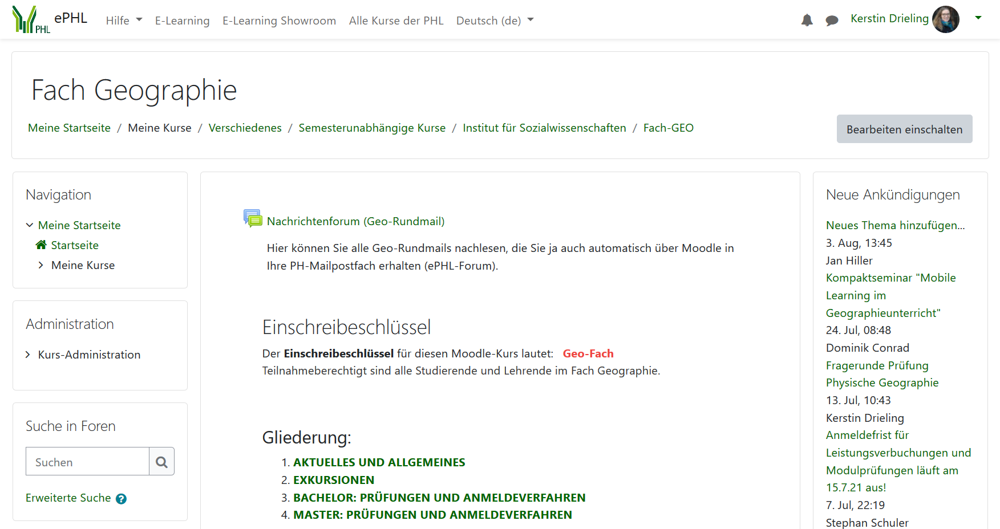 PHL ePHL Hilfe E-Learning E-Learning Showroom Alle Kurse der PHL Deutsch (de) Kerstin Drieling
Fach Geographie
Meine Startseite / Meine Kurse / Verschiedenes / Semesterunabhängige Kurse / Institut für Sozialwissenschaften / Fach-GEO
Bearbeiten einschalten
Navigation
Meine Startseite
Startseite
Meine Kurse
Administration
Kurs-Administration
Suche in Foren
Suchen
Erweiterte Suche ?
Nachrichtenforum (Geo-Rundmail)
Hier können Sie alle Geo-Rundmails nachlesen, die Sie ja auch automatisch über Moodle in
Ihre PH-Mailpostfach erhalten (ePHL-Forum).
Einschreibeschlüssel
Der Einschreibeschlüssel für diesen Moodle-Kurs lautet: Geo-Fach
Teilnahmeberechtigt sind alle Studierende und Lehrende im Fach Geographie.
Gliederung:
1. AKTUELLES UND ALLGEMEINES
2. EXKURSIONEN
3. BACHELOR: PRÜFUNGEN UND ANMELDEVERFAHREN
4. MASTER: PRÜFUNGEN UND ANMELDEVERFAHREN
Neue Ankündigungen
Neues Thema hinzufügen...
3. Aug, 13:45
Jan Hiller
Kompaktseminar "Mobile
Learning im
Geographieunterricht"
24. Jul, 08:48
Dominik Conrad
Fragerunde Prüfung
Physische Geographie
13. Jul, 10:43
Kerstin Drieling
Anmeldefrist für
Leistungsverbuchungen und
Modulprüfungen läuft am
15.7.21 aus!
7. Jul, 22:19
Stephan Schuler